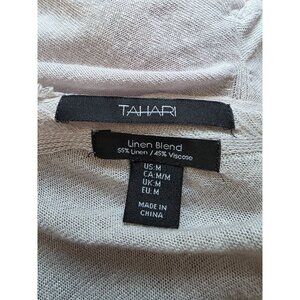 TAHARI
Linen Blend
55% Linen / 45% Viscose
US:M
CA:M/M
UK:M
EU:M
MADE IN
CHINA